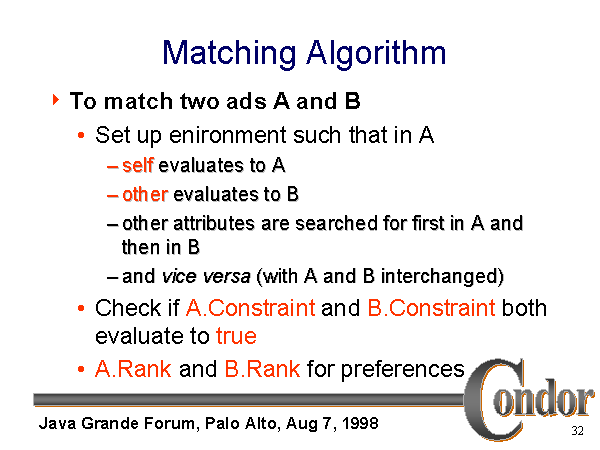 Matching Algorithm
To match two ads A and B
• Set up enironment such that in A
– self evaluates to A
– other evaluates to B
– other attributes are searched for first in A and
then in B
– and vice versa (with A and B interchanged)
• Check if A.Constraint and B.Constraint both
evaluate to true
• A.Rank and B.Rank for preferences
Condor
Java Grande Forum, Palo Alto, Aug 7, 1998
32